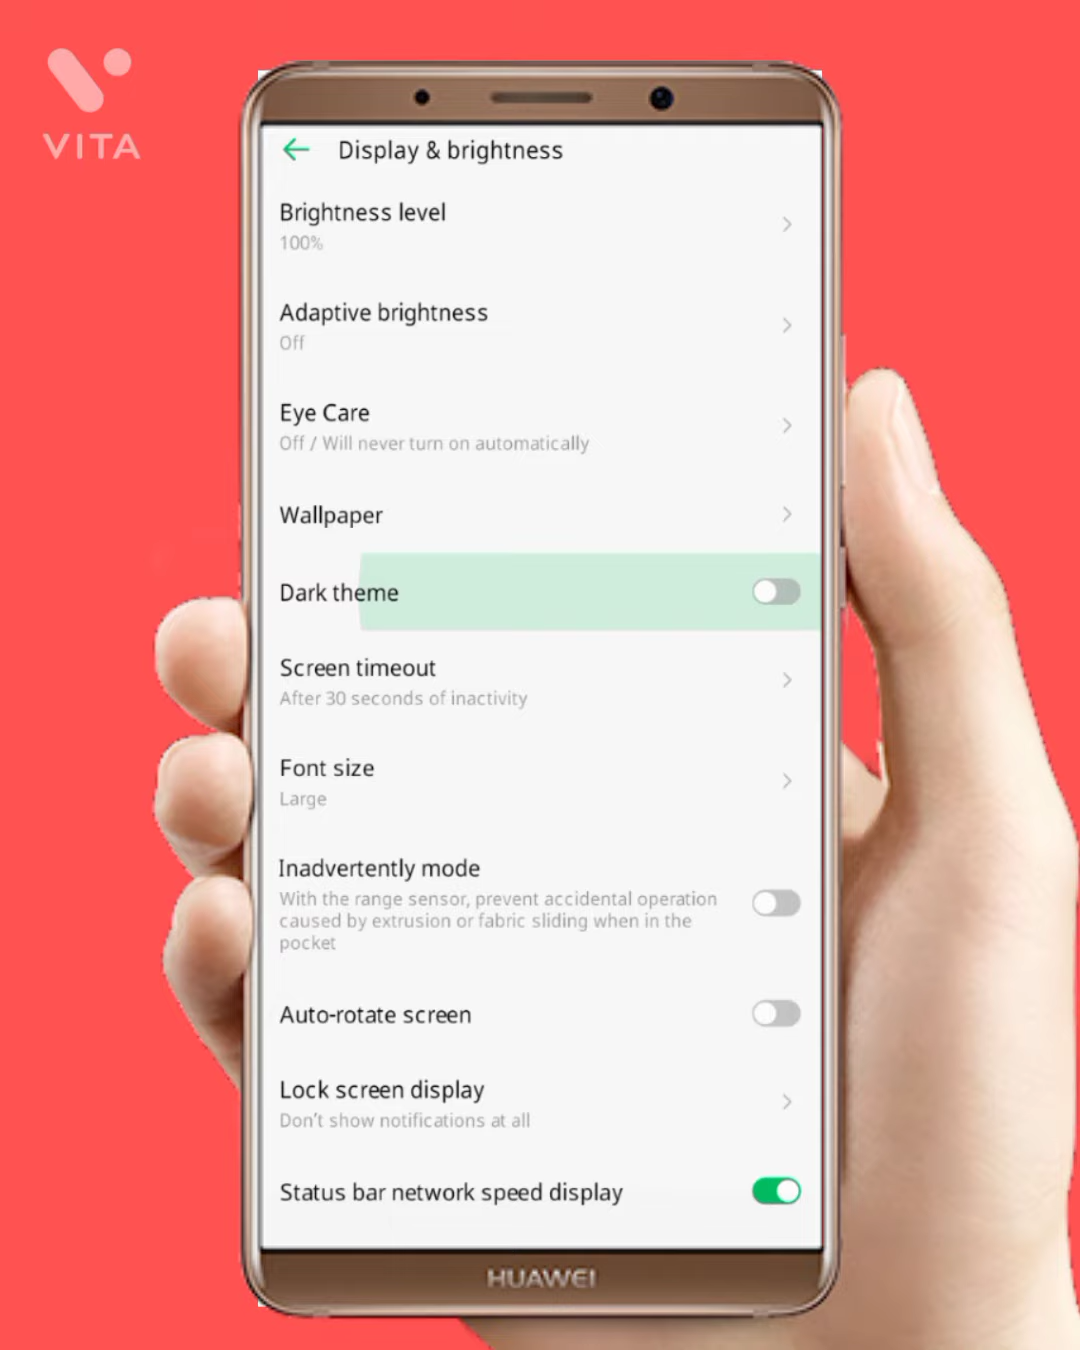 VITA
Display & brightness
Brightness level
100%
Adaptive brightness
Off
Eye Care
Off / Will never turn on automatically
Wallpaper
Dark theme
Screen timeout
After 30 seconds of inactivity
Font size
Large
Inadvertently mode
With the range sensor, prevent accidental operation
caused by extrusion or fabric sliding when in the
pocket
Auto-rotate screen
Lock screen display
Don't show notifications at all
Status bar network speed display
HUAWEI